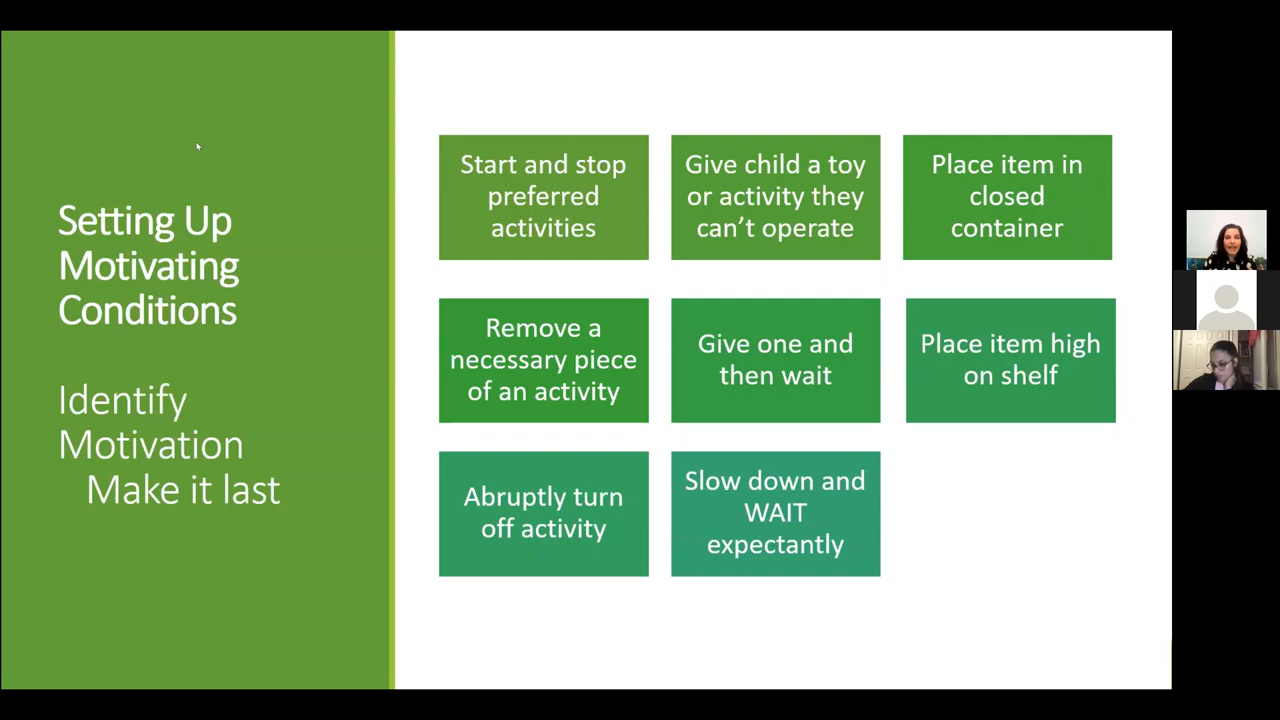 Setting Up
Motivating
Conditions
Identify
Motivation
Make it last
Start and stop
preferred
activities
Give child a toy
or activity they
can't operate
Place item in
closed
container
Remove a
necessary piece
of an activity
Give one and
then wait
Place item high
on shelf
Abruptly turn
off activity
Slow down and
WAIT
expectantly